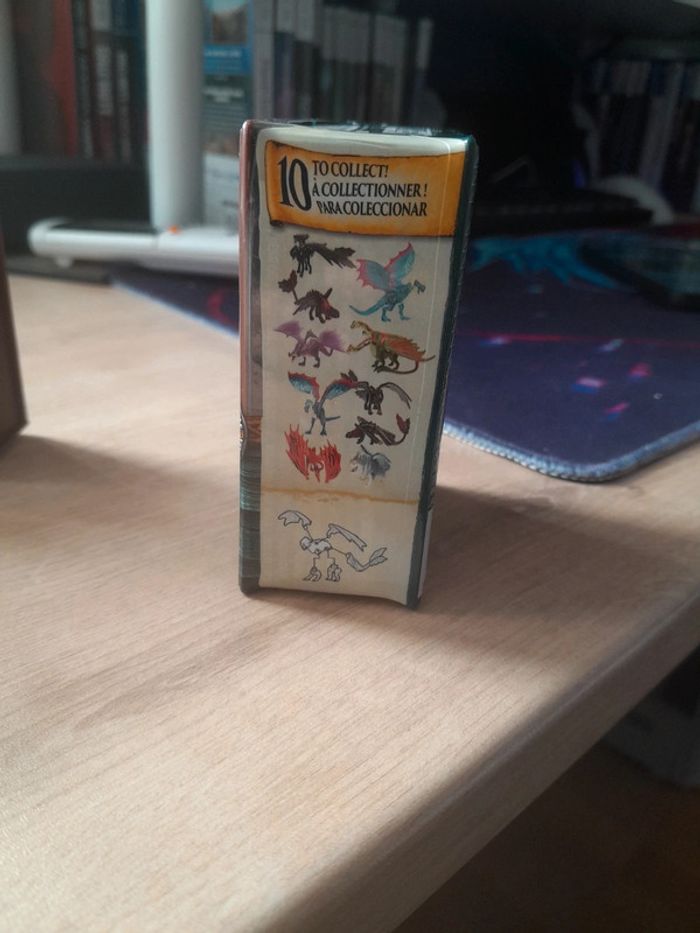 10 TO COLLECT!
À COLLECTIONNER !
PARA COLECCIONAR